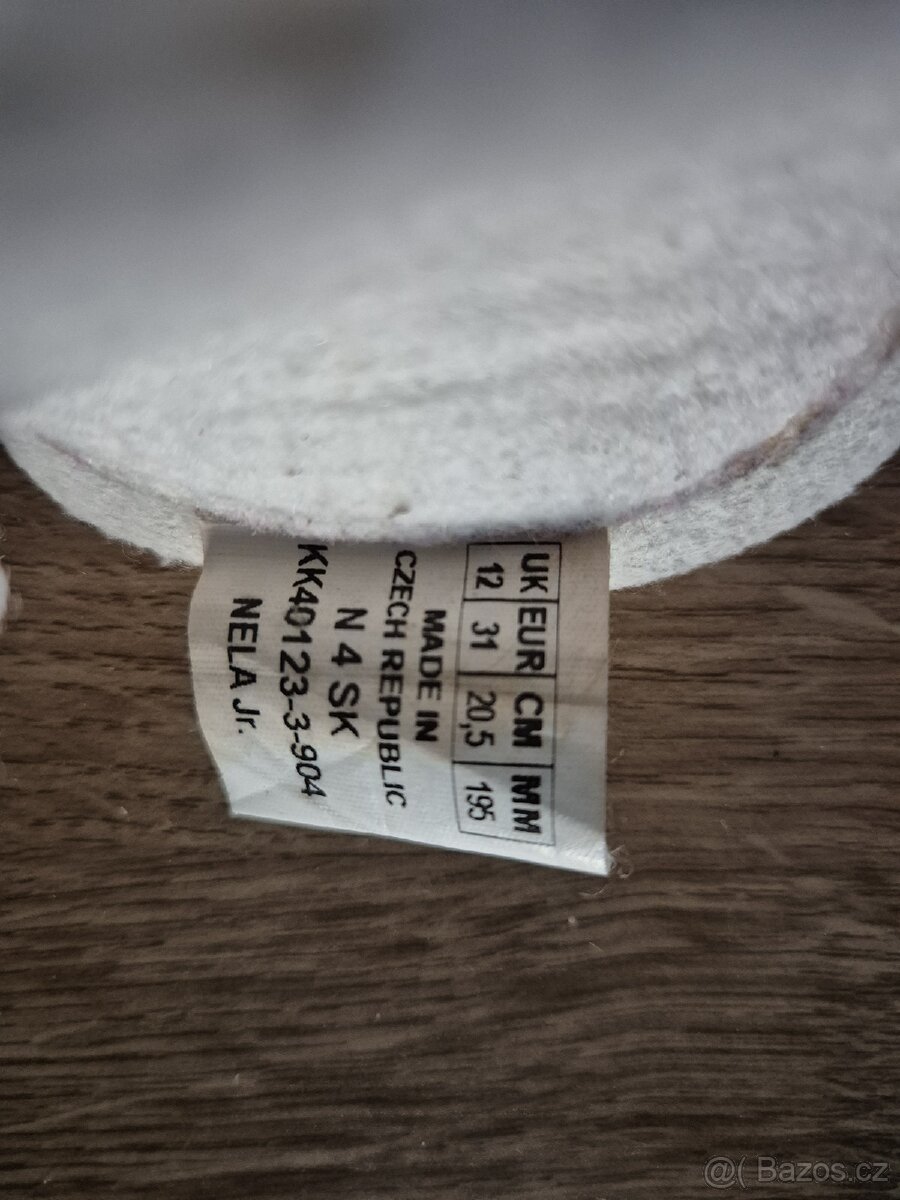 UK EUR CM MM
12 31 20,5 195
MADE IN
CZECH REPUBLIC
N 4 SK
KK40123-3-904
NELA Jr.
@( Bazos.cz